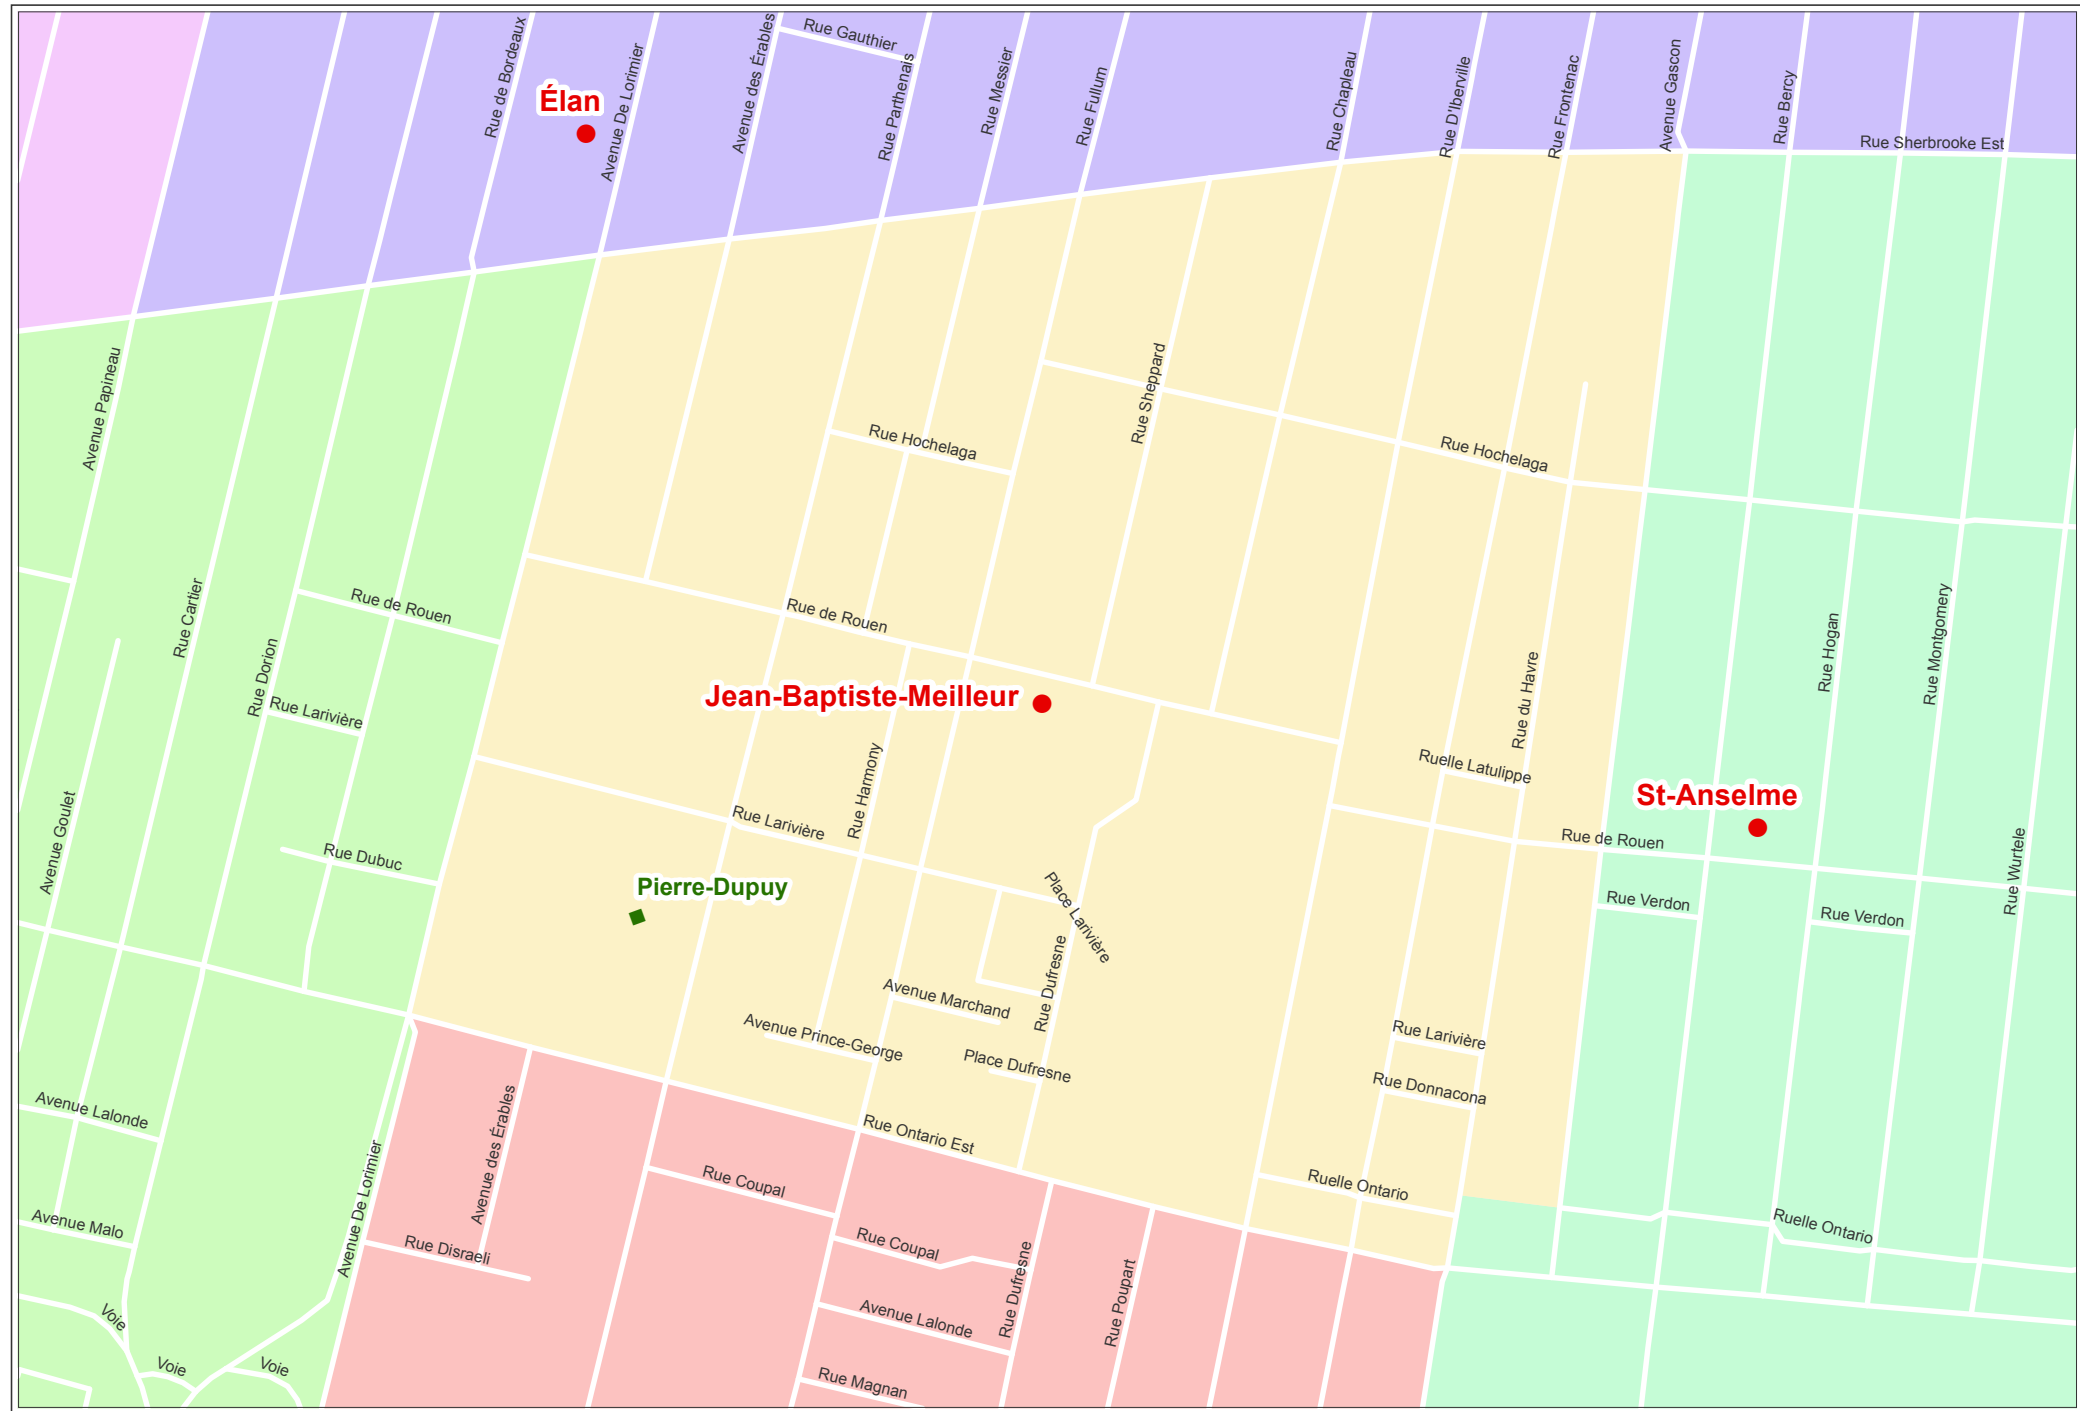 Rue Gauthier
Rue de Bordeaux
Avenue De Lorimier
Avenue des Érables
Rue Parthenais
Rue Messier
Rue Fullum
Rue Chapleau
Rue D'Iberville
Rue Frontenac
Avenue Gascon
Rue Bercy
Rue Sherbrooke Est
Élan
Avenue Papineau
Rue Sheppard
Rue Hochelaga
Rue Hochelaga
Rue Cartier
Rue de Rouen
Rue de Rouen
Rue Dorion
Rue Larivière
Jean-Baptiste-Meilleur
Rue du Havre
Rue Hogan
Rue Montgomery
Ruelle Latulippe
St-Anselme
Rue Harmony
Rue Larivière
Rue de Rouen
Avenue Goulet
Rue Dubuc
Pierre-Dupuy
Place Larivière
Rue Wurtele
Rue Verdon
Rue Verdon
Rue Dufresne
Avenue Marchand
Avenue Prince-George
Place Dufresne
Rue Larivière
Rue Donnacona
Avenue Lalonde
Avenue des Érables
Rue Ontario Est
Rue Coupal
Ruelle Ontario
Ruelle Ontario
Avenue Malo
Avenue De Lorimier
Rue Disraeli
Rue Coupal
Rue Dufresne
Rue Poupart
Avenue Lalonde
Voie
Voie
Voie
Rue Magnan